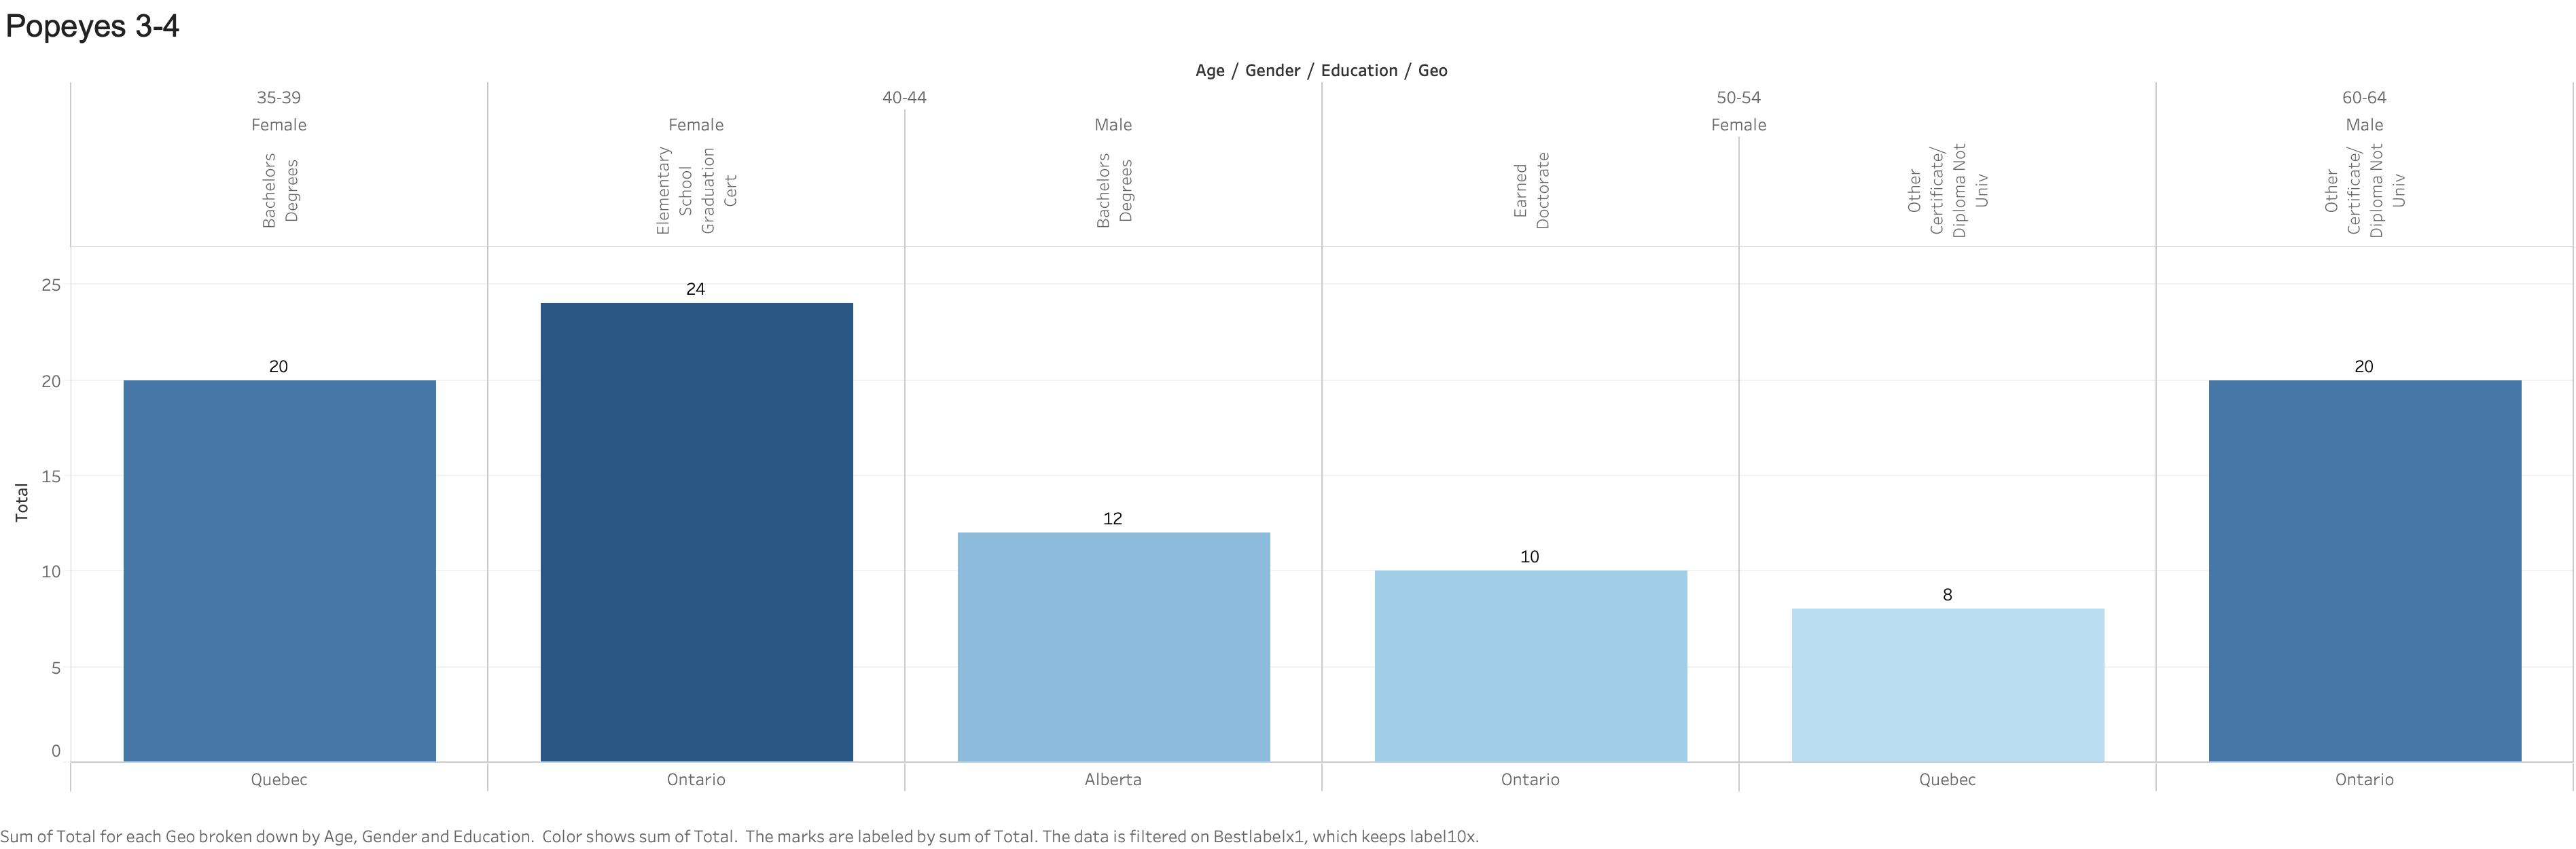 Popeyes 3-4
Age / Gender / Education / Geo
35-39
40-44
50-54
60-64
Female
Female
Male
Female
Male
Bachelors
Degrees
Elementary
School
Graduation
Cert
Bachelors
Degrees
Earned
Doctorate
Other
Certificate/
Diploma Not
Univ
Other
Certificate/
Diploma Not
Univ
Total
25
20
15
10
5
0
20
24
12
10
8
20
Quebec
Ontario
Alberta
Ontario
Quebec
Ontario
Sum of Total for each Geo broken down by Age, Gender and Education.  Color shows sum of Total.  The marks are labeled by sum of Total. The data is filtered on Bestlabelx1, which keeps label10x.